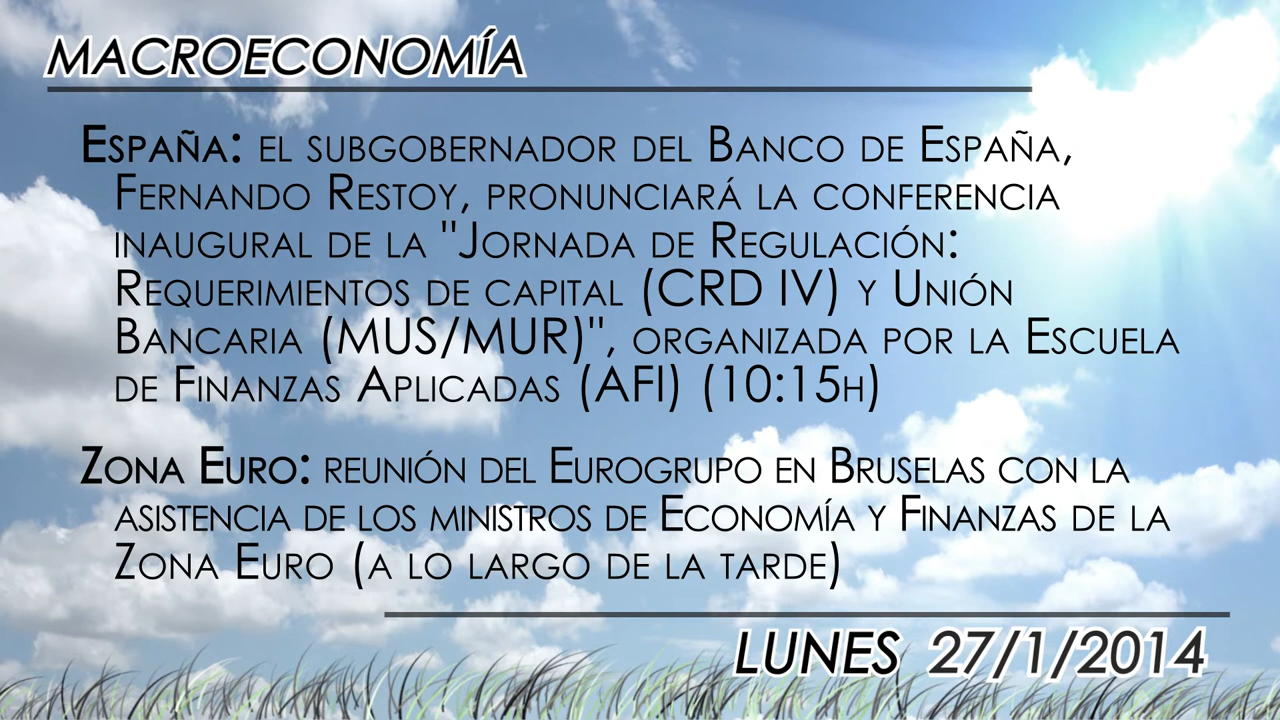 MACROECONOMÍA
España: el subgobernador del Banco de España,
Fernando Restoy, pronunciará la conferencia
inaugural de la "Jornada de Regulación:
Requerimientos de capital (CRD IV) y Unión
Bancaria (MUS/MUR)", organizada por la Escuela
de Finanzas Aplicadas (AFI) (10:15h)
Zona Euro: reunión del Eurogrupo en Bruselas con la
asistencia de los ministros de Economía y Finanzas de la
Zona Euro (a lo largo de la tarde)
LUNES 27/1/2014